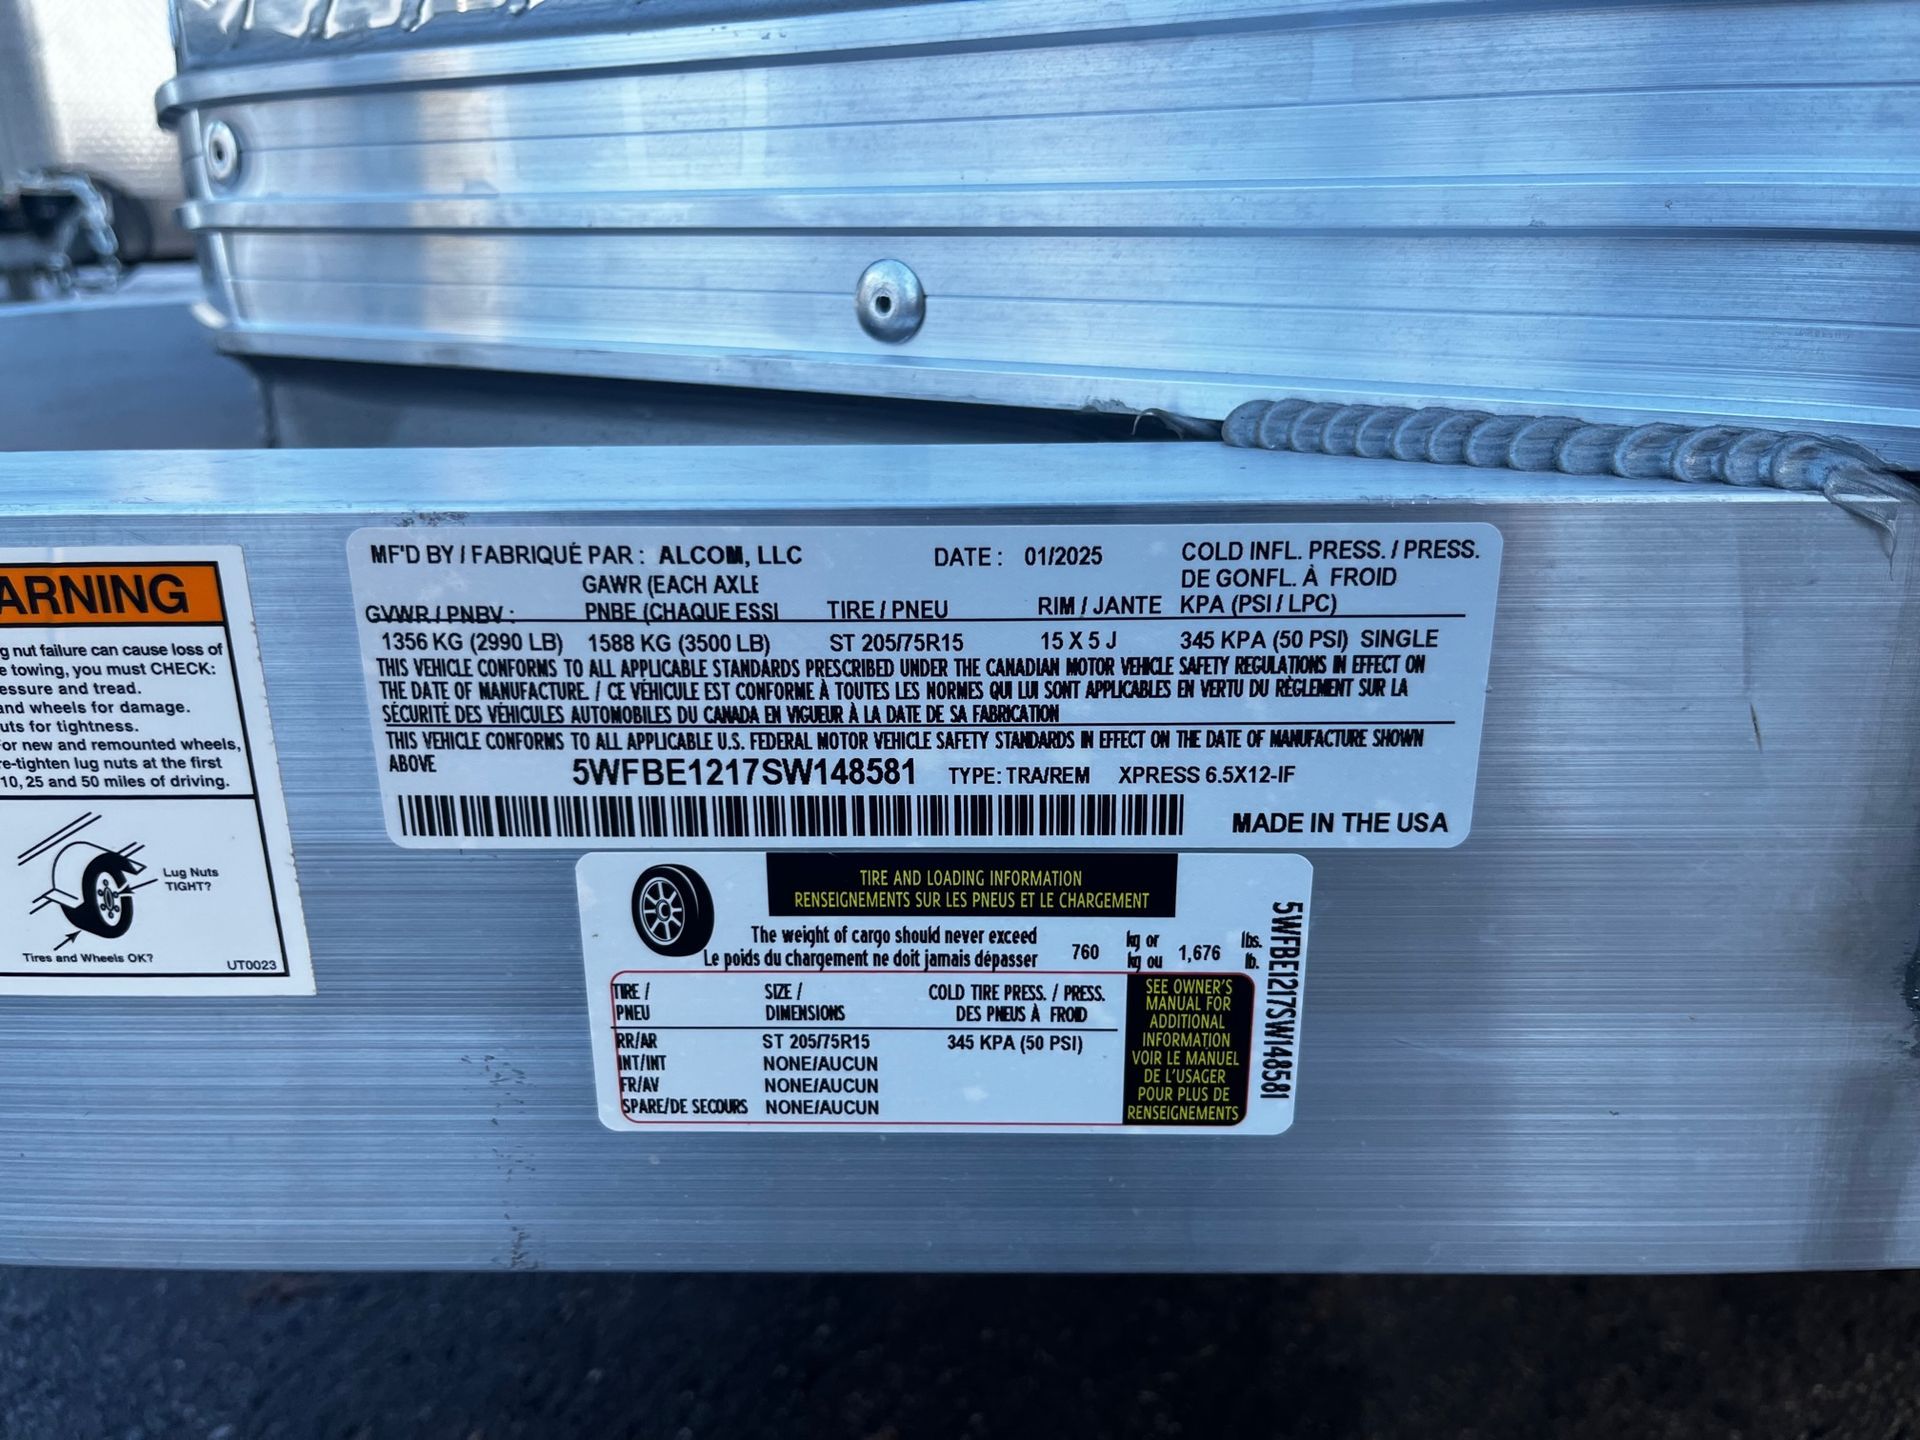 ARNING
g nut failure can cause loss of
e towing, you must CHECK:
essure and tread.
and wheels for damage.
uts for tightness.
or new and remounted wheels,
re-tighten lug nuts at the first
10, 25 and 50 miles of driving.
Lug Nuts
TIGHT?
Tires and Wheels OK?
UT0023
MF'D BY / FABRIQUÉ PAR : ALCOM, LLC DATE : 01/2025 COLD INFL. PRESS. / PRESS.
GAWR (EACH AXLE DE GONFL. À FROID
GVWR / PNBV : PNBE (CHAQUE ESSI TIRE / PNEU RIM / JANTE KPA (PSI / LPC)
1356 KG (2990 LB) 1588 KG (3500 LB) ST 205/75R15 15 X 5 J 345 KPA (50 PSI) SINGLE
THIS VEHICLE CONFORMS TO ALL APPLICABLE STANDARDS PRESCRIBED UNDER THE CANADIAN MOTOR VEHICLE SAFETY REGULATIONS IN EFFECT ON
THE DATE OF MANUFACTURE. / CE VÉHICULE EST CONFORME À TOUTES LES NORMES QUI LUI SONT APPLICABLES EN VERTU DU RÈGLEMENT SUR LA
SÉCURITÉ DES VÉHICULES AUTOMOBILES DU CANADA EN VIGUEUR À LA DATE DE SA FABRICATION
THIS VEHICLE CONFORMS TO ALL APPLICABLE U.S. FEDERAL MOTOR VEHICLE SAFETY STANDARDS IN EFFECT ON THE DATE OF MANUFACTURE SHOWN
ABOVE 5WFBE1217SW148581 TYPE: TRA/REM XPRESS 6.5X12-IF
MADE IN THE USA
TIRE AND LOADING INFORMATION
RENSEIGNEMENTS SUR LES PNEUS ET LE CHARGEMENT
The weight of cargo should never exceed kg or lbs.
Le poids du chargement ne doit jamais dépasser 760 kg ou 1,676 lb.
TIRE / SIZE / COLD TIRE PRESS. / PRESS.
PNEU DIMENSIONS DES PNEUS À FROID
RR/AR ST 205/75R15 345 KPA (50 PSI)
INT/INT NONE/AUCUN
FR/AV NONE/AUCUN
SPARE/DE SECOURS NONE/AUCUN
SEE OWNER'S
MANUAL FOR
ADDITIONAL
INFORMATION
VOIR LE MANUEL
DE L'USAGER
POUR PLUS DE
RENSEIGNEMENTS
5WFBE1217SW148581